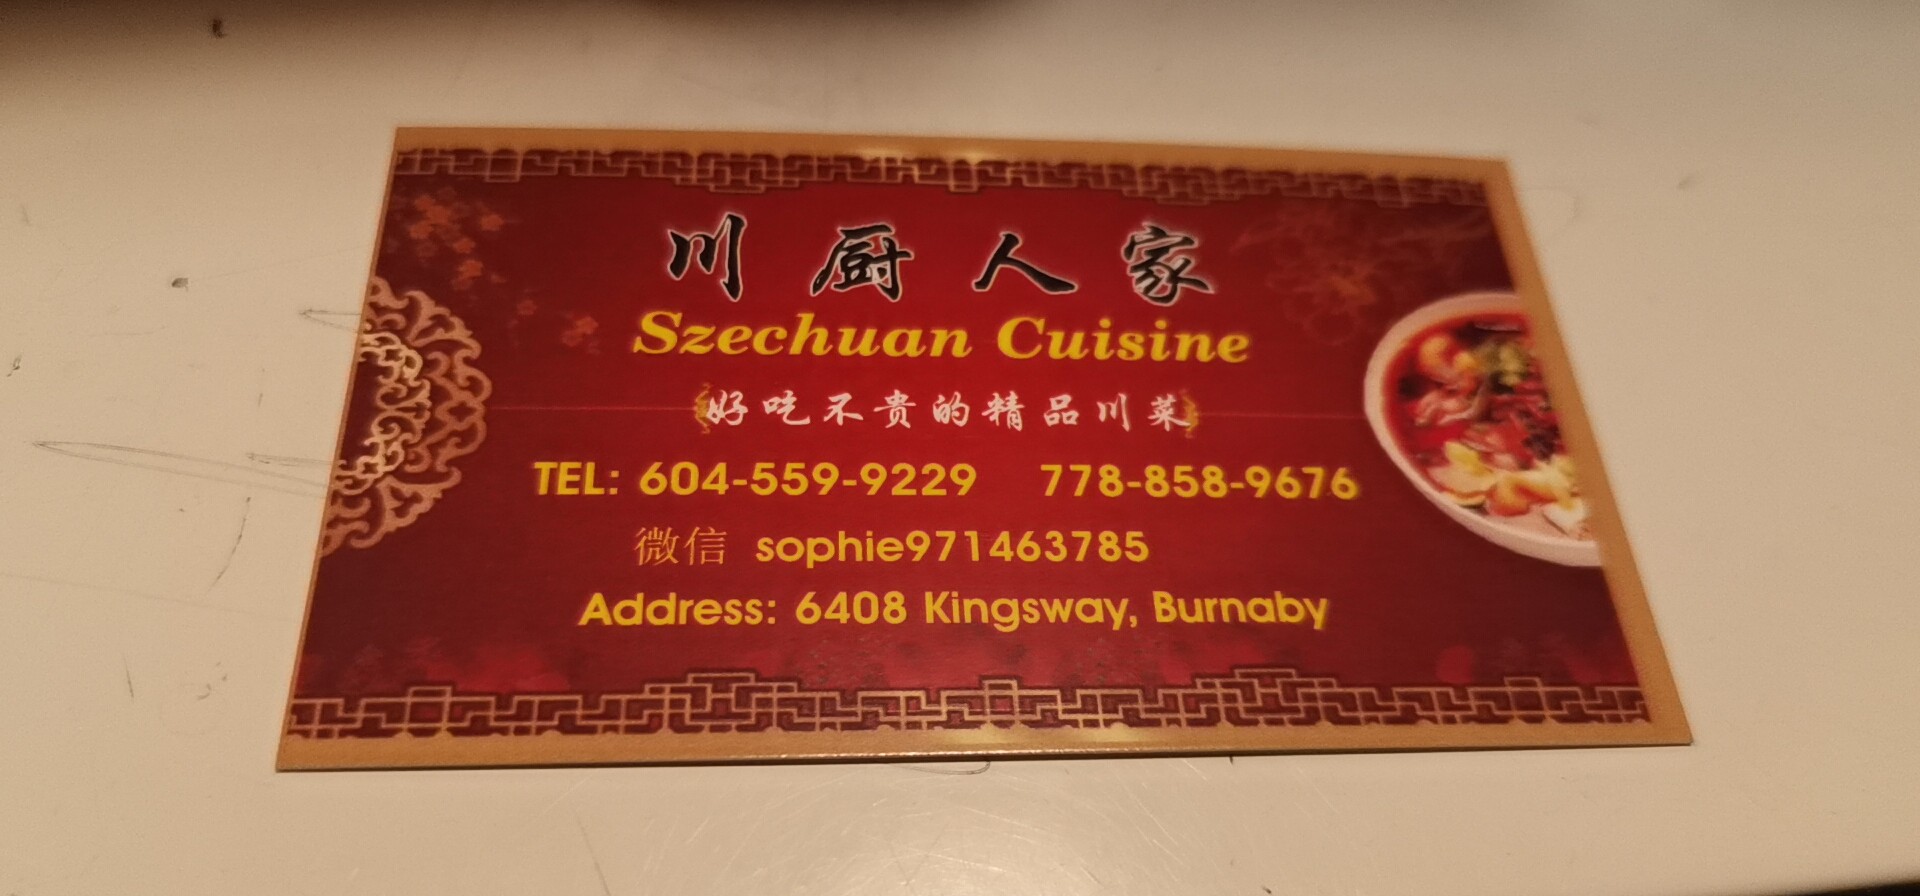 川厨人家
Szechuan Cuisine
好吃不贵的精品川菜
TEL: 604-559-9229 778-858-9676
微信 sophie971463785
Address: 6408 Kingsway, Burnaby